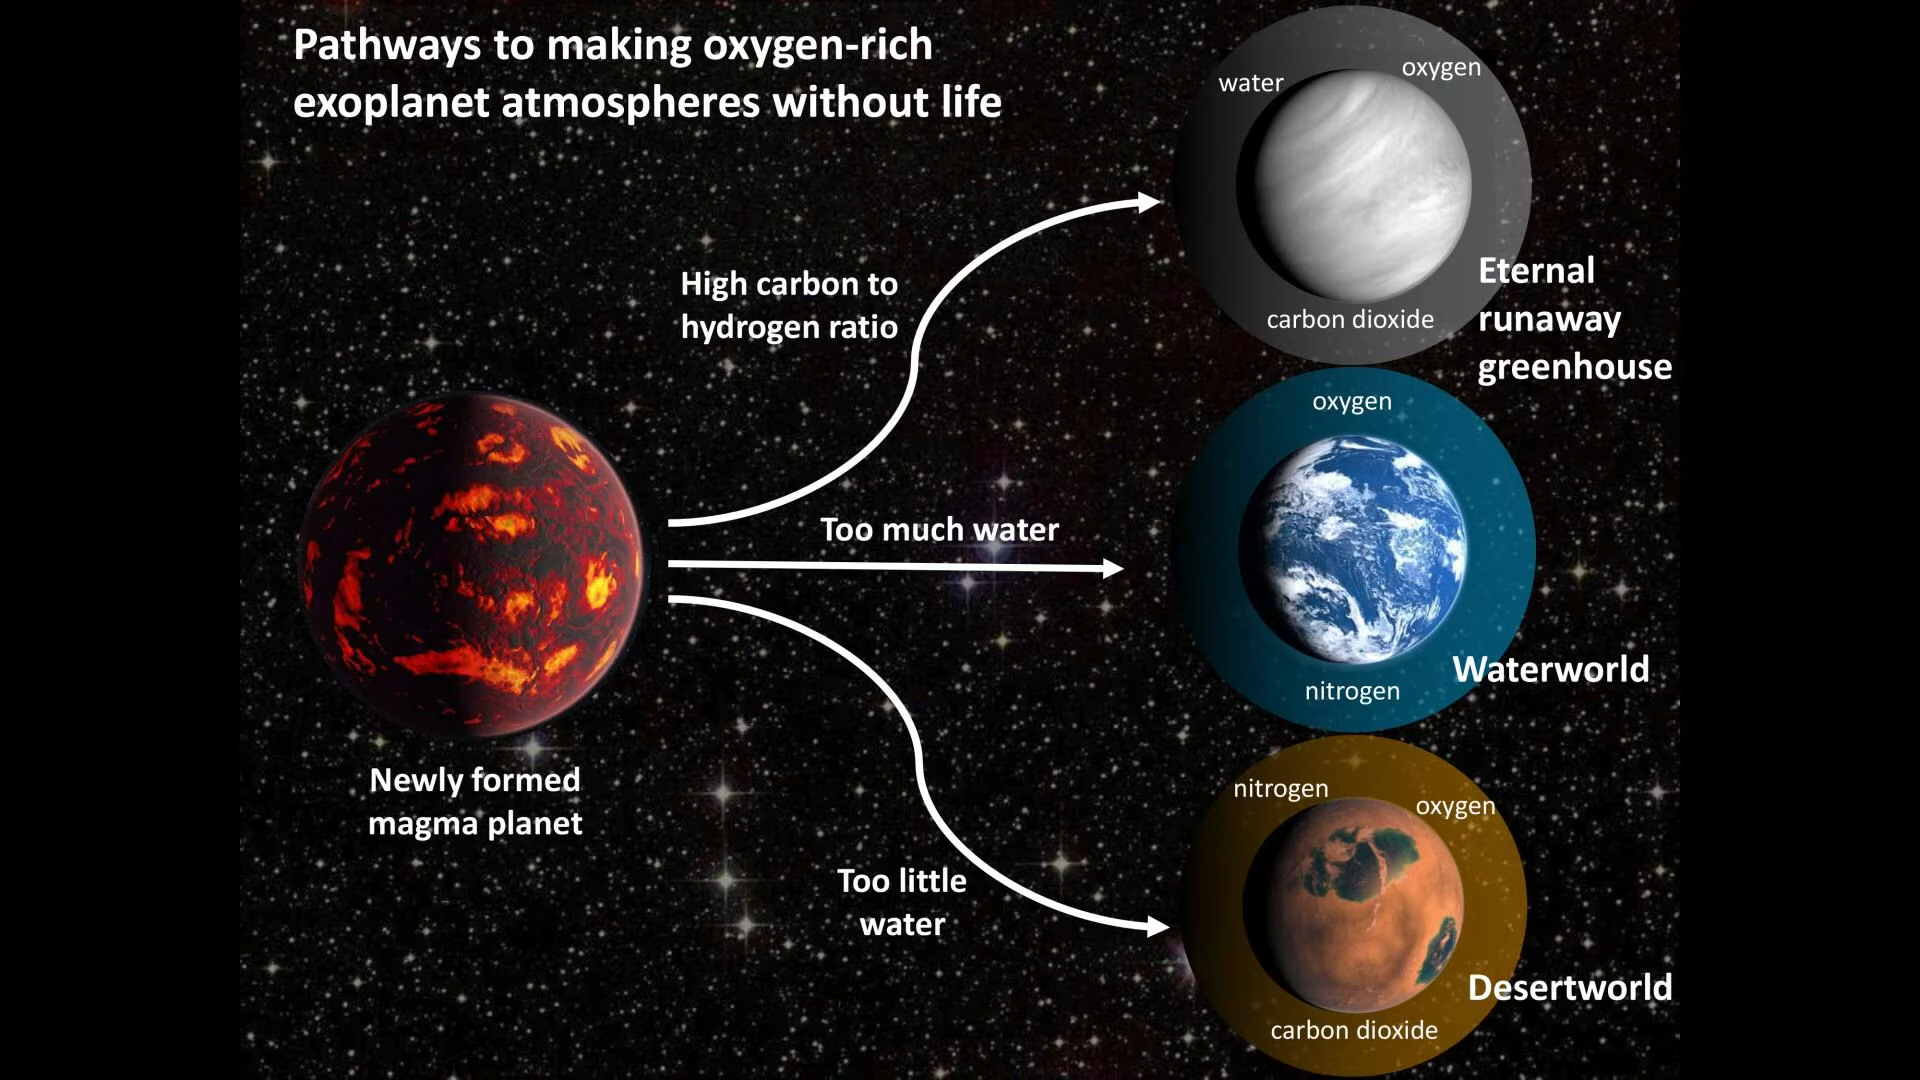 Pathways to making oxygen-rich
exoplanet atmospheres without life
water
oxygen
carbon dioxide
Eternal
runaway
greenhouse
High carbon to
hydrogen ratio
oxygen
nitrogen
Waterworld
Too much water
Newly formed
magma planet
Too little
water
nitrogen
oxygen
carbon dioxide
Desertworld